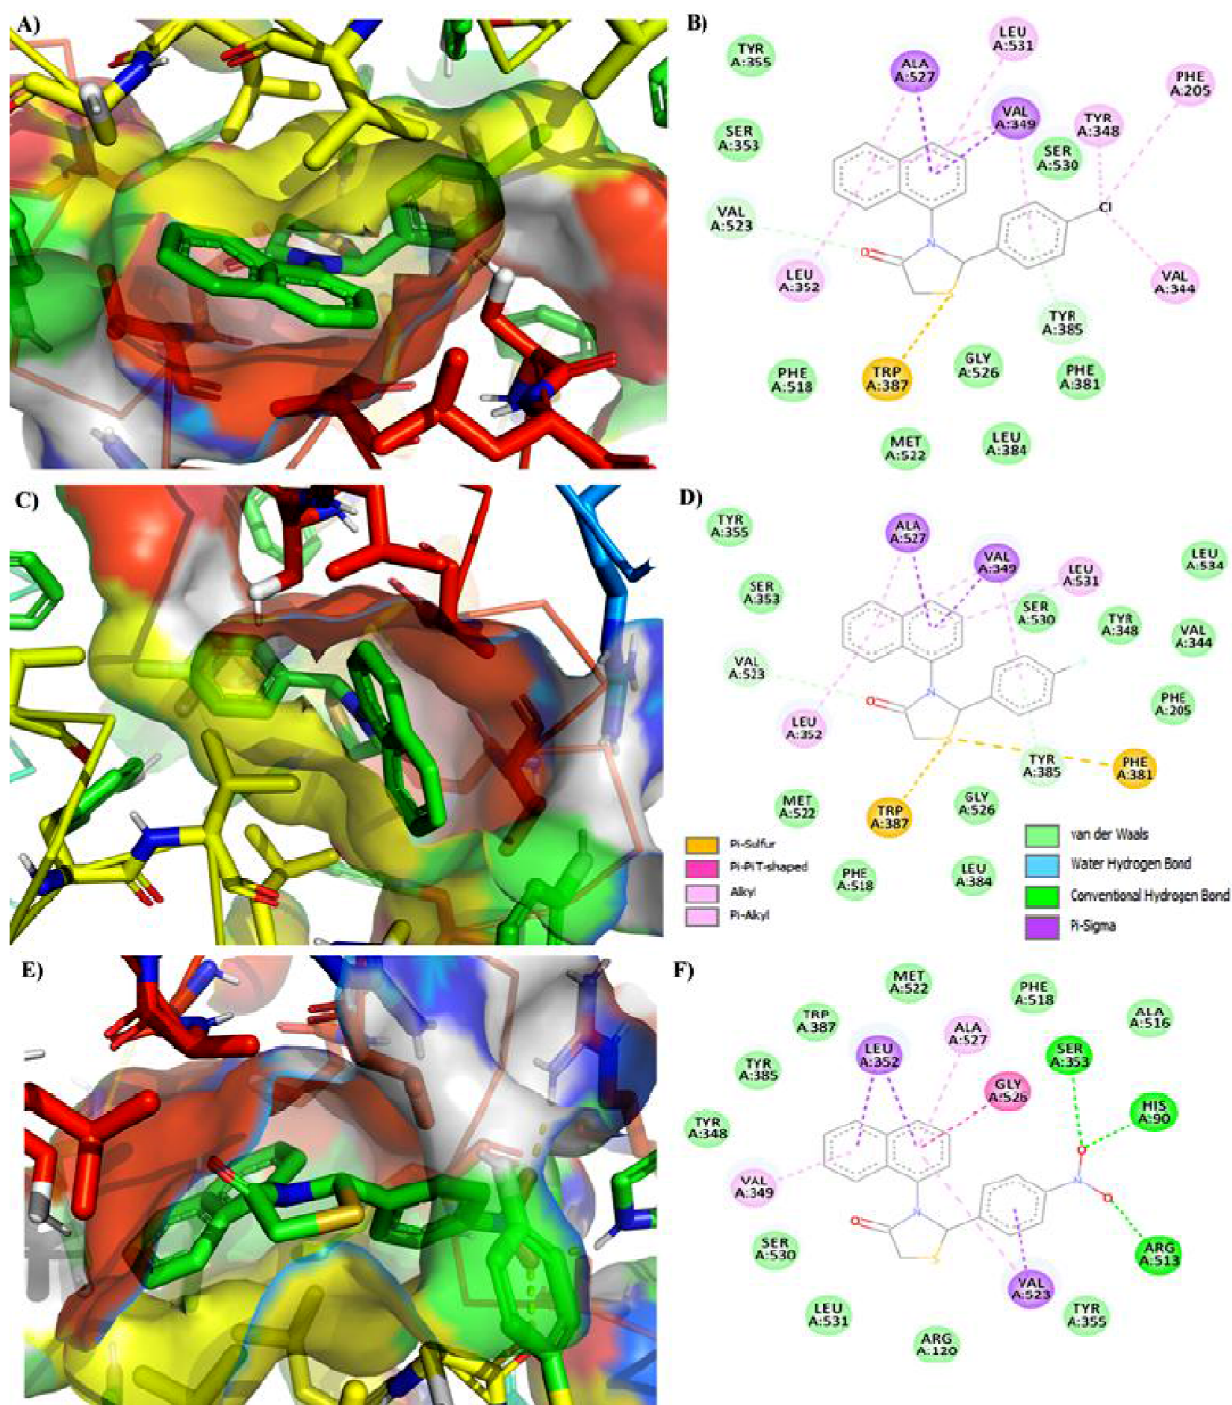 A)
B)
TYR
A:355
LEU
A:531
ALA
A:527
PHE
A:205
VAL
A:349
TYR
A:348
SER
A:353
SER
A:530
Cl
VAL
A:523
N
O
LEU
A:352
VAL
A:344
S
TYR
A:385
PHE
A:518
TRP
A:387
GLY
A:526
PHE
A:381
MET
A:522
LEU
A:384
C)
D)
TYR
A:355
ALA
A:527
VAL
A:349
LEU
A:531
LEU
A:534
SER
A:353
SER
A:530
TYR
A:348
VAL
A:344
VAL
A:523
N
O
PHE
A:205
LEU
A:352
S
TYR
A:385
PHE
A:381
MET
A:522
TRP
A:387
GLY
A:526
PHE
A:518
LEU
A:384
Pi-Sulfur
Pi-Pi T-shaped
Alkyl
Pi-Alkyl
van der Waals
Water Hydrogen Bond
Conventional Hydrogen Bond
Pi-Sigma
E)
F)
MET
A:522
PHE
A:518
TRP
A:387
ALA
A:516
LEU
A:352
ALA
A:527
SER
A:353
TYR
A:385
GLY
A:526
HIS
A:90
TYR
A:348
O
VAL
A:349
N
O
N
O
SER
A:530
S
ARG
A:513
VAL
A:523
LEU
A:531
TYR
A:355
ARG
A:120